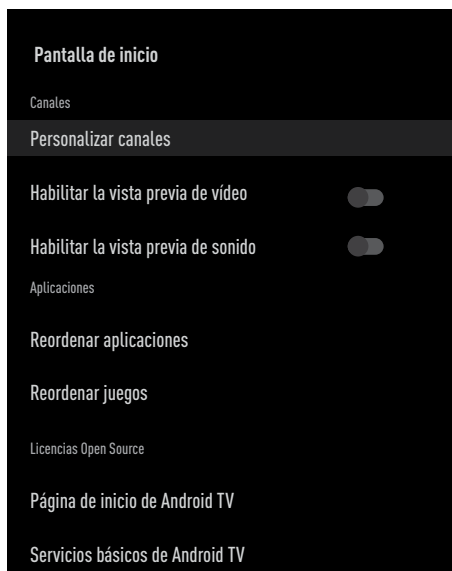 Pantalla de inicio
Canales
Personalizar canales
Habilitar la vista previa de vídeo
Habilitar la vista previa de sonido
Aplicaciones
Reordenar aplicaciones
Reordenar juegos
Licencias Open Source
Página de inicio de Android TV
Servicios básicos de Android TV